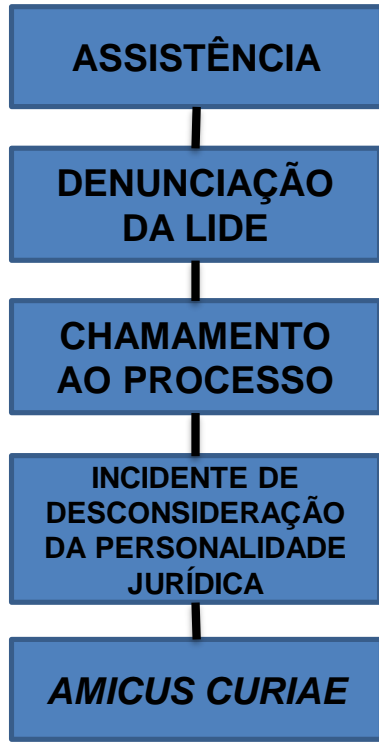 ASSISTÊNCIA
DENUNCIAÇÃO
DA LIDE
CHAMAMENTO
AO PROCESSO
INCIDENTE DE
DESCONSIDERAÇÃO
DA PERSONALIDADE
JURÍDICA
AMICUS CURIAE